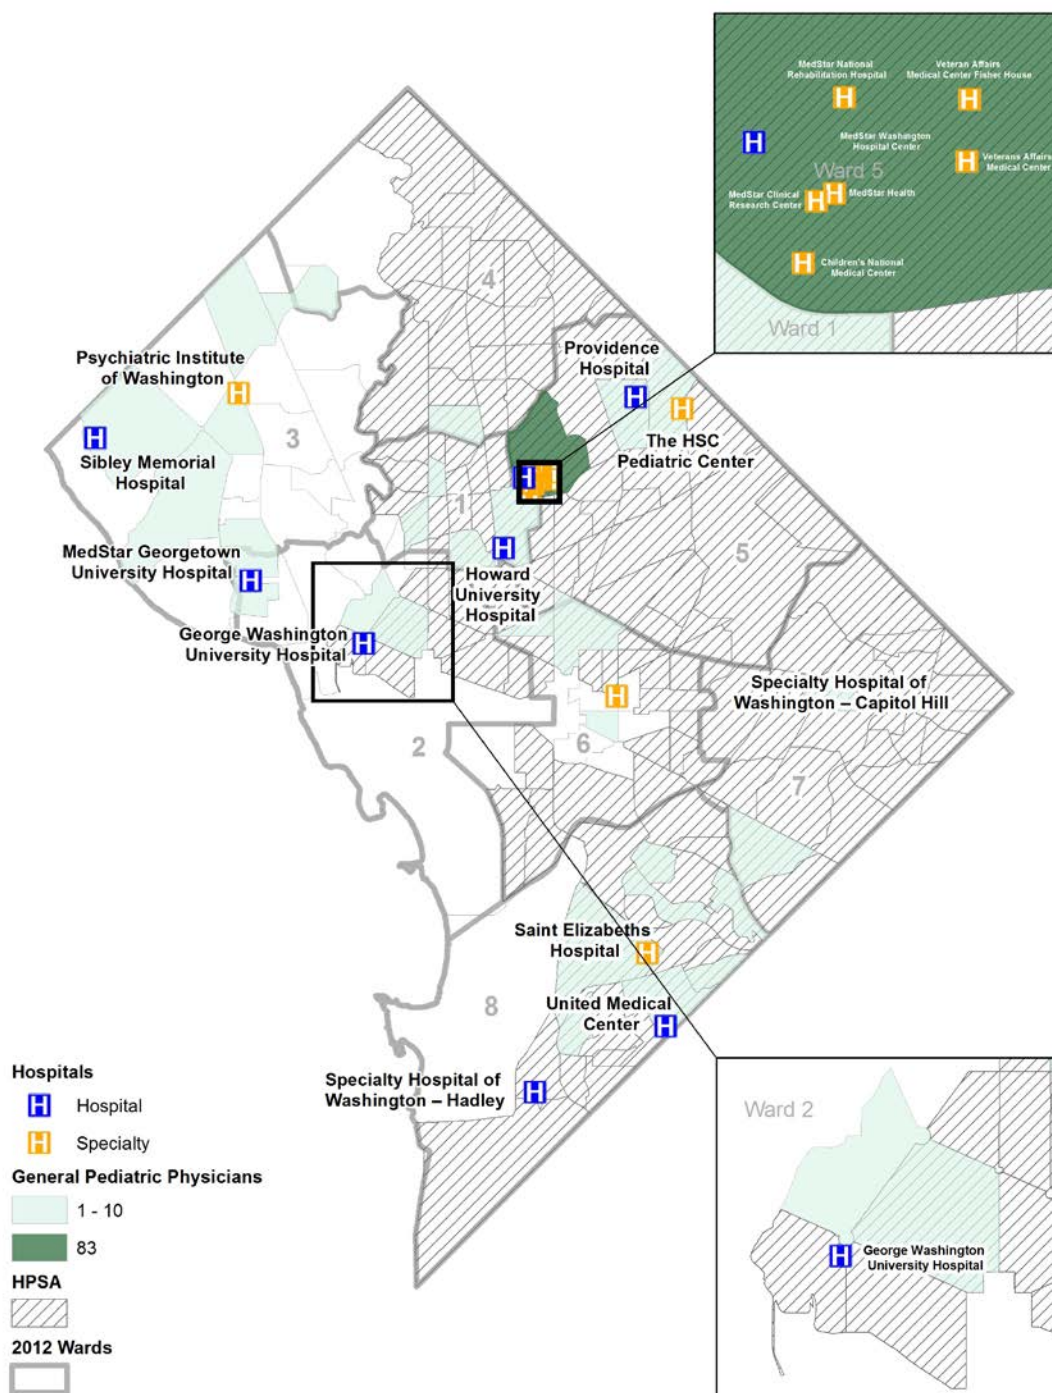 MedStar National
Rehabilitation Hospital
Veteran Affairs
Medical Center Fisher House
H
H
H
MedStar Washington
Hospital Center
H
Veterans Affairs
Medical Center
Ward 5
MedStar Clinical
Research Center
H
H
MedStar Health
H
Children's National
Medical Center
Ward 1
4
Psychiatric Institute
of Washington
H
Providence
Hospital
H
H
The HSC
Pediatric Center
H
Sibley Memorial
Hospital
3
H
1
5
MedStar Georgetown
University Hospital
H
H
Howard
University
Hospital
George Washington
University Hospital
H
Specialty Hospital of
Washington – Capitol Hill
H
2
6
7
Saint Elizabeths
Hospital
H
8
United Medical
Center
H
Specialty Hospital of
Washington – Hadley
H
Hospitals
H Hospital
H Specialty
General Pediatric Physicians
1 - 10
83
HPSA
2012 Wards
Ward 2
H
George Washington
University Hospital